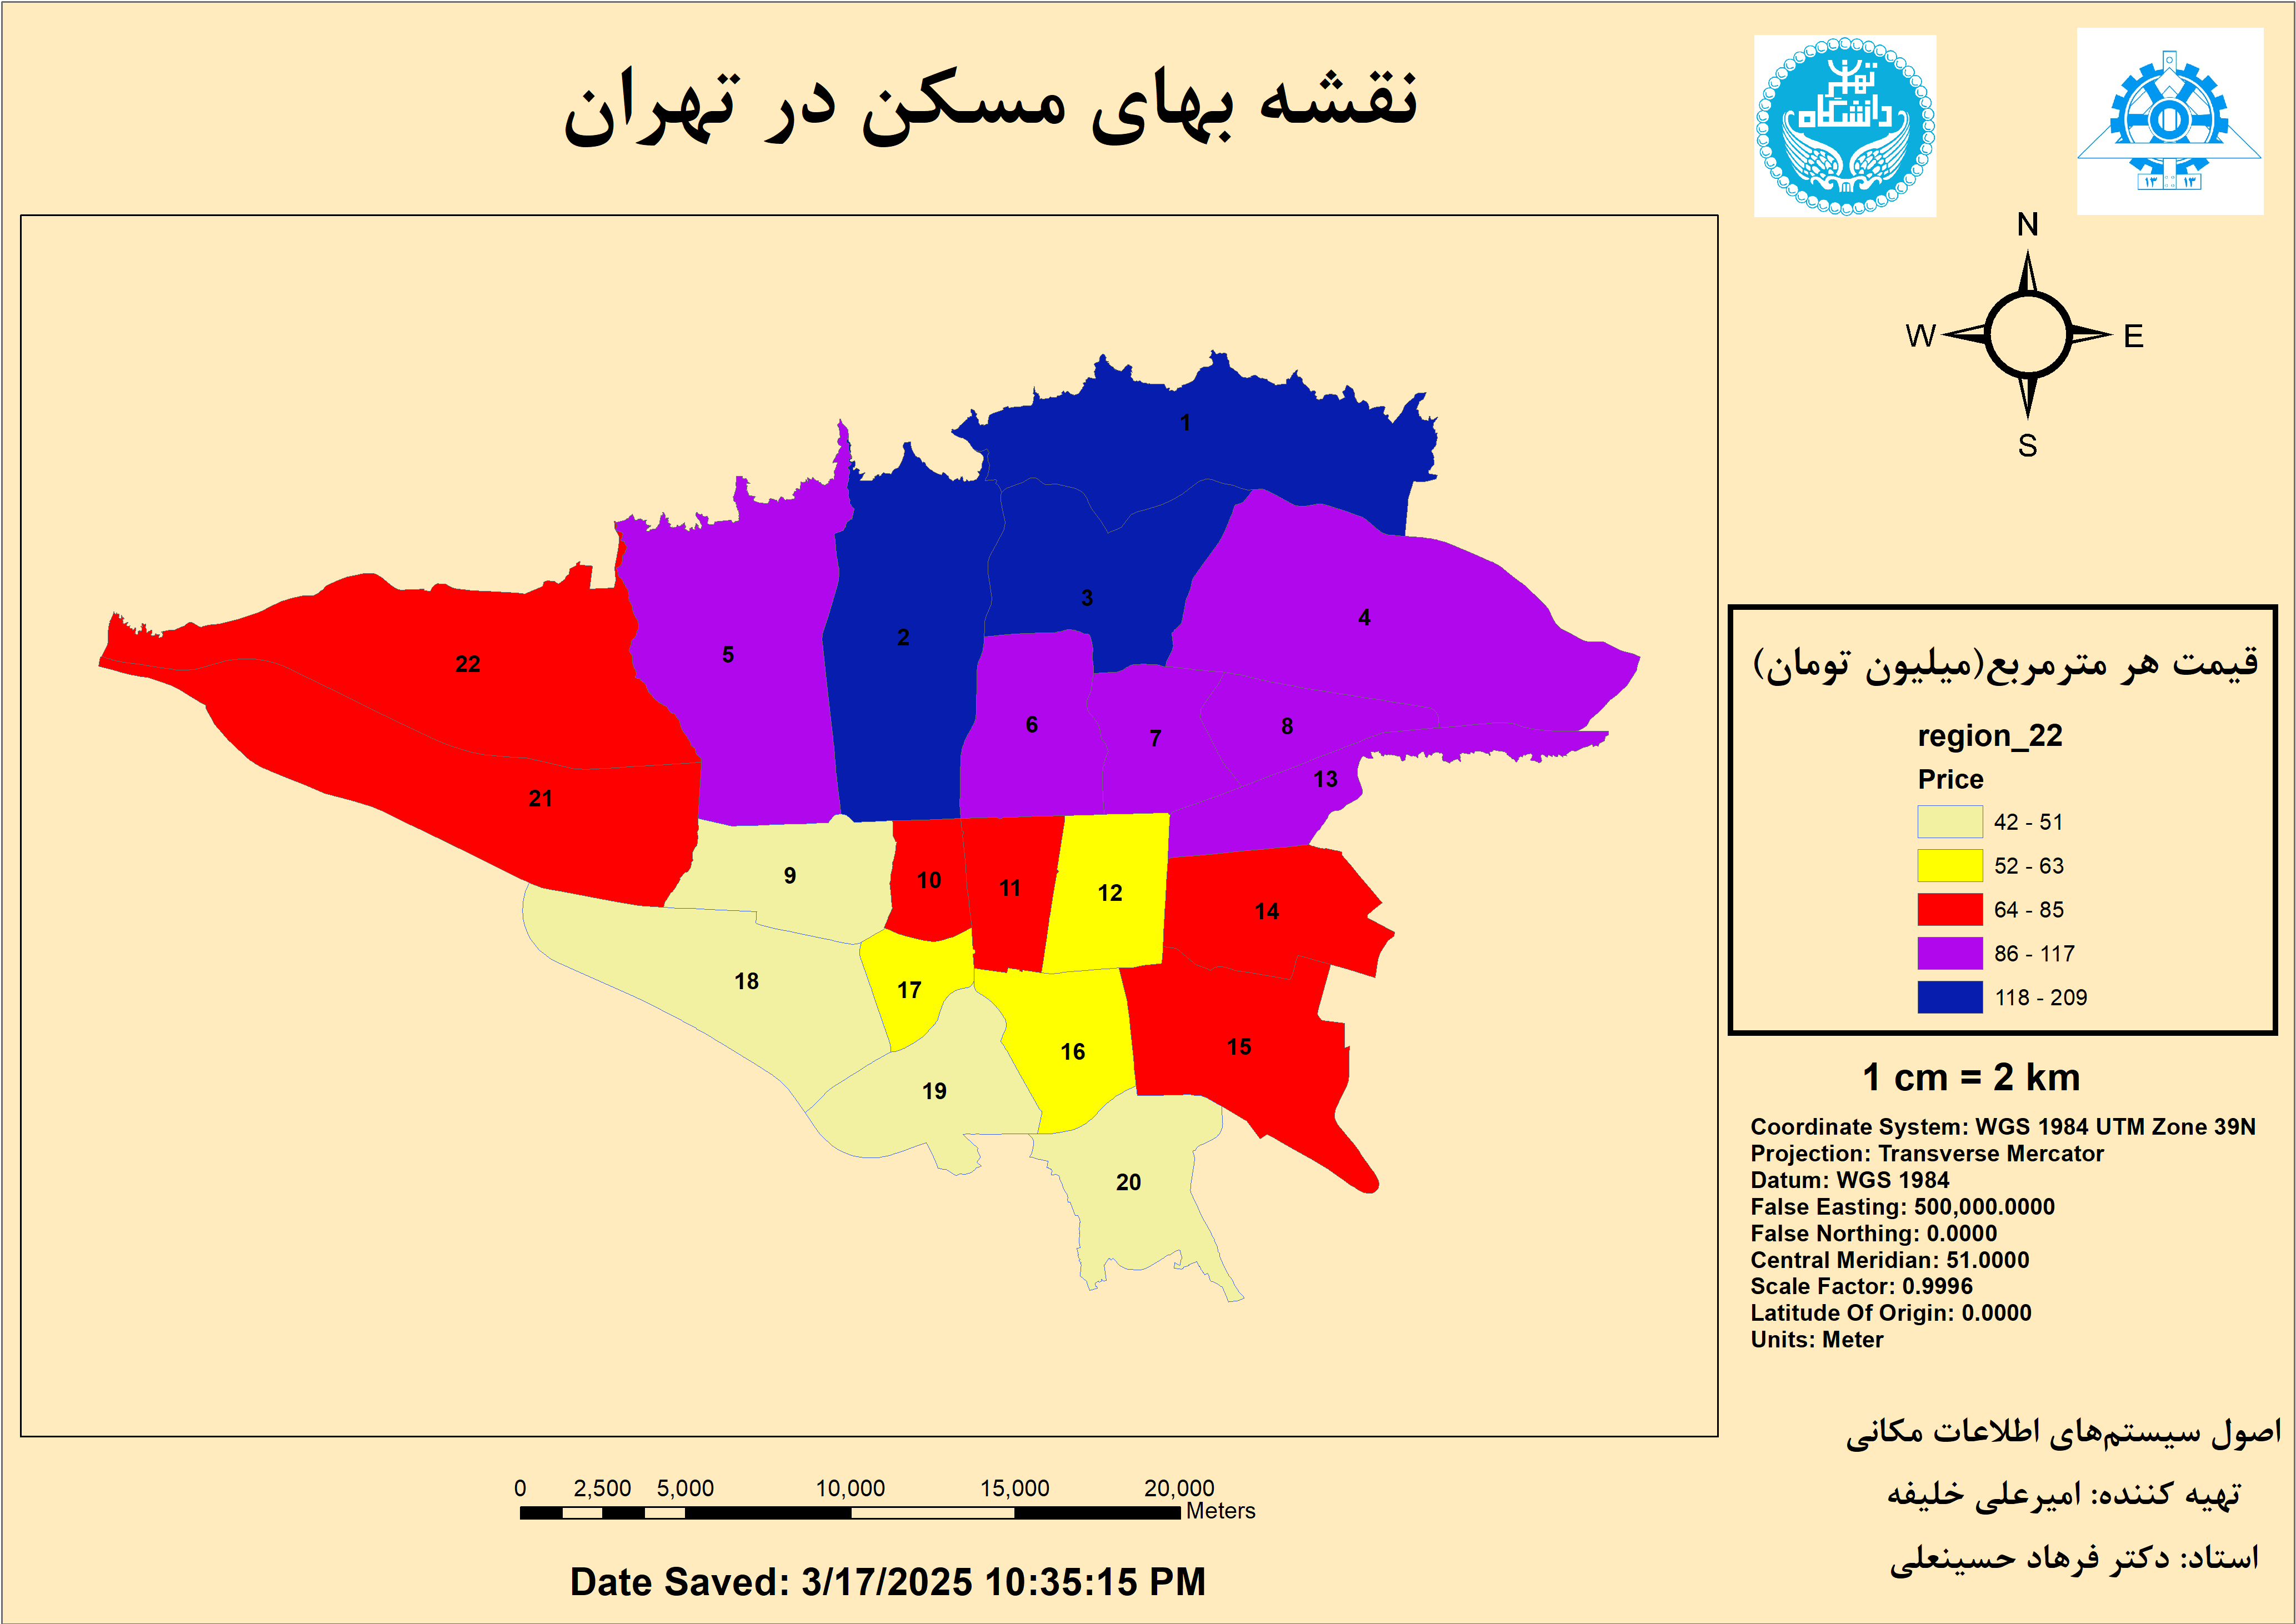 نقشه بهای مسکن در تهران
دانشگاه
تهران
۱۳ ۱۳
N
W E
S
1
2
3
4
5
6
7
8
9
10
11
12
13
14
15
16
17
18
19
20
21
22
قیمت هر مترمربع(میلیون تومان)
region_22
Price
42 - 51
52 - 63
64 - 85
86 - 117
118 - 209
1 cm = 2 km
Coordinate System: WGS 1984 UTM Zone 39N
Projection: Transverse Mercator
Datum: WGS 1984
False Easting: 500,000.0000
False Northing: 0.0000
Central Meridian: 51.0000
Scale Factor: 0.9996
Latitude Of Origin: 0.0000
Units: Meter
اصول سیستم‌های اطلاعات مکانی
تهیه کننده: امیرعلی خلیفه
استاد: دکتر فرهاد حسینعلی
0 2,500 5,000 10,000 15,000 20,000
Meters
Date Saved: 3/17/2025 10:35:15 PM